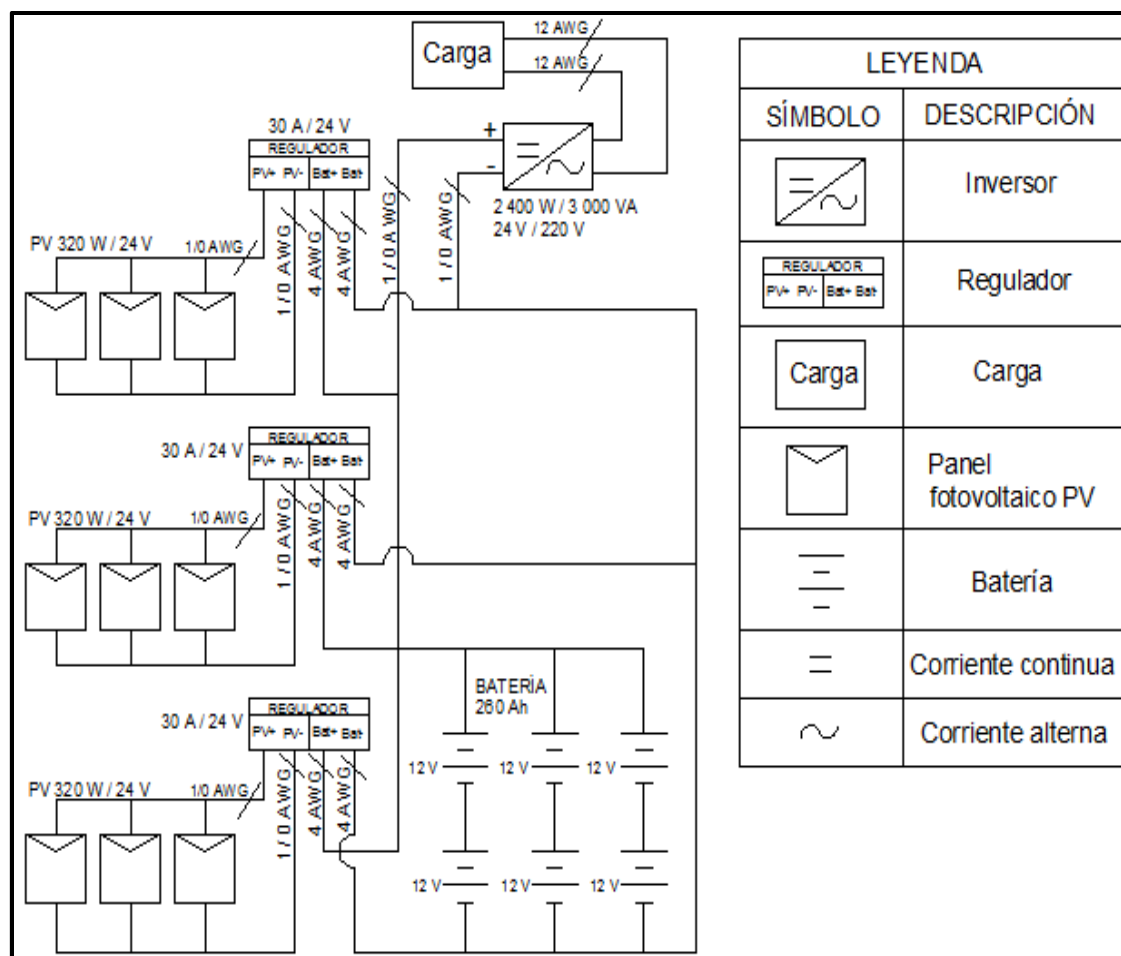 12 AWG
Carga
12 AWG
30 A / 24 V
REGULADOR
PV+ PV- Bat+ Bat-
+
-
2 400 W / 3 000 VA
24 V / 220 V
PV 320 W / 24 V
1/0 AWG
1/0 AWG
4 AWG
4 AWG
1/0 AWG
1/0 AWG
30 A / 24 V
REGULADOR
PV+ PV- Bat+ Bat-
PV 320 W / 24 V
1/0 AWG
1/0 AWG
4 AWG
4 AWG
BATERÍA
260 Ah
12 V
12 V
12 V
30 A / 24 V
REGULADOR
PV+ PV- Bat+ Bat-
PV 320 W / 24 V
1/0 AWG
1/0 AWG
4 AWG
4 AWG
12 V
12 V
12 V
LEYENDA
SÍMBOLO DESCRIPCIÓN
Inversor
REGULADOR
PV+ PV- Bat+ Bat-
Regulador
Carga
Carga
Panel
fotovoltaico PV
Batería
Corriente continua
Corriente alterna